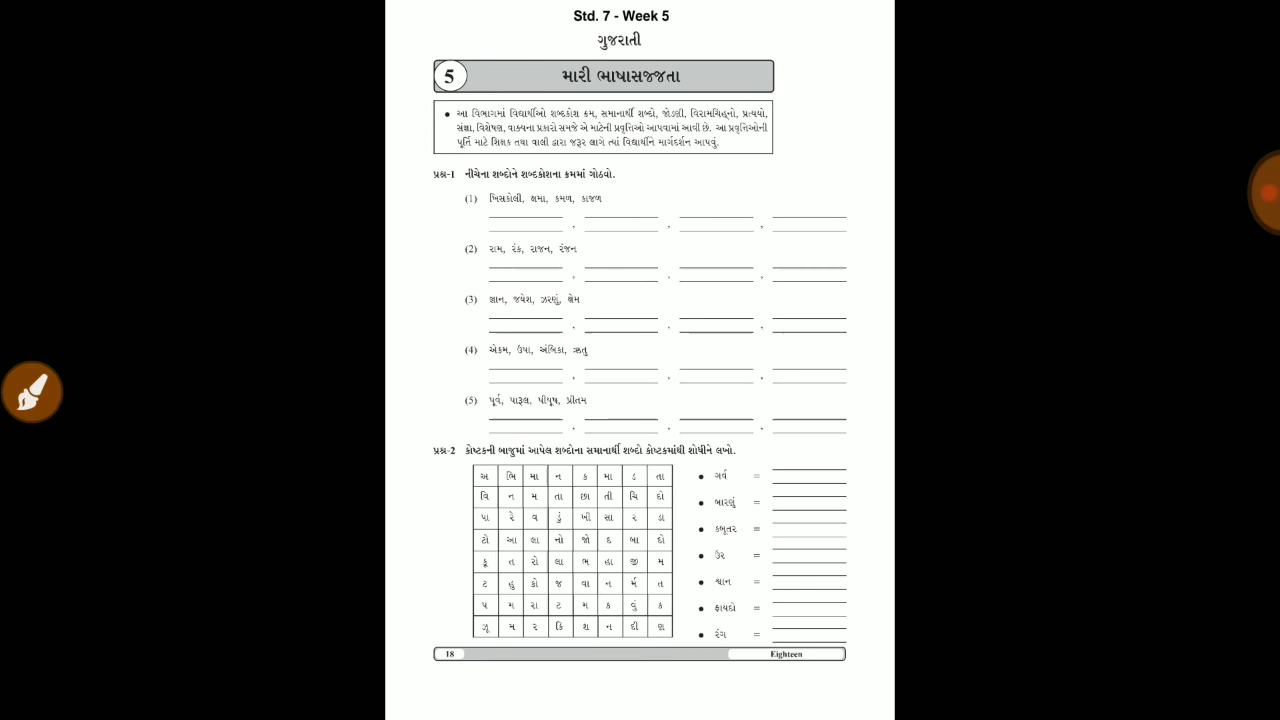 Std. 7 - Week 5
ગુજરાતી
5 મારી ભાષાસજ્જતા
● આ વિભાગમાં વિદ્યાર્થીઓ શબ્દકોશ ક્રમ, સમાનાર્થી શબ્દો, જોડણી, વિરામચિહ્નો, પ્રત્યયો,
સંજ્ઞા, વિશેષણ, વાક્યના પ્રકારો સમજે એ માટેની પ્રવૃત્તિઓ આપવામાં આવી છે. આ પ્રવૃત્તિઓની
પૂર્તિ માટે શિક્ષક તથા વાલી દ્વારા જરૂર લાગે ત્યાં વિદ્યાર્થીને માર્ગદર્શન આપવું.
પ્રશ્ન-1 નીચેના શબ્દોને શબ્દકોશના ક્રમમાં ગોઠવો.
(1) ખિસકોલી, ક્ષમા, કમળ, કાજળ
, , ,
(2) રામ, રંક, રાજન, રંજન
, , ,
(3) જ્ઞાન, જયેશ, ઝરણું, ક્ષેમ
, , ,
(4) એકમ, ઉષા, અંબિકા, ઋતુ
, , ,
(5) પૂર્વ, પારૂલ, પીયૂષ, પ્રીતમ
, , ,
પ્રશ્ન-2 કોષ્ટકની બાજુમાં આપેલ શબ્દોના સમાનાર્થી શબ્દો કોષ્ટકમાંથી શોધીને લખો.
અ ભિ મા ન ક મા ડ તા ● ગર્વ =
વિ ન મ તા છા તી ચિ દો ● બારણું =
પા રે વ ડું ખી સા ર ડા ● કબૂતર =
ટો આ લા નો જો દ બા દો ● ઉર =
કૂ ત રો લા ભ હા જી મ ● શ્વાન =
ટ હું કો જ વા ન ર્મ ત ● ફાયદો =
પ મ રા ટ મ ક વું ક ● રંગ =
ઝૂ મ ર કિ શ ન દી ણ
18 Eighteen